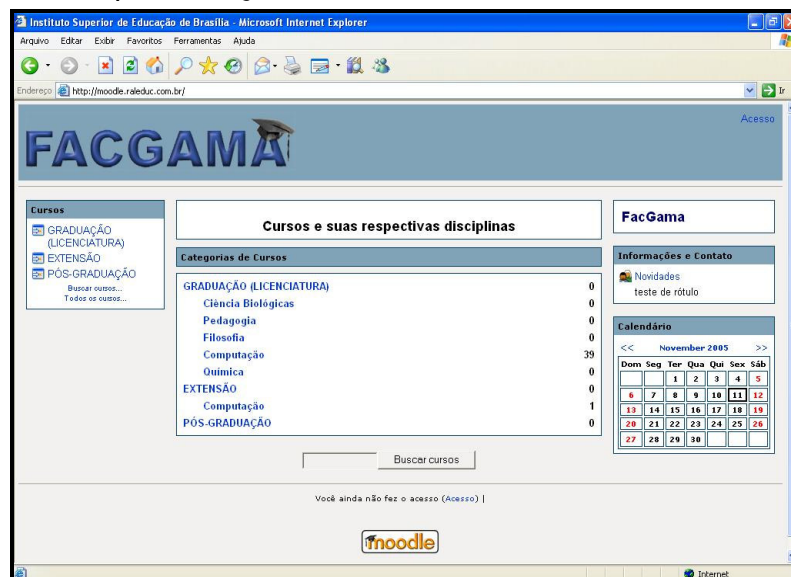 Instituto Superior de Educação de Brasília - Microsoft Internet Explorer
Arquivo Editar Exibir Favoritos Ferramentas Ajuda
Endereço http://moodle.raleduc.com.br/ Ir
Acesso
FACGAMA
Cursos
GRADUAÇÃO
(LICENCIATURA)
EXTENSÃO
PÓS-GRADUAÇÃO
Buscar cursos...
Todos os cursos...
Cursos e suas respectivas disciplinas
Categorias de Cursos
GRADUAÇÃO (LICENCIATURA) 0
Ciência Biológicas 0
Pedagogia 0
Filosofia 0
Computação 39
Química 0
EXTENSÃO 0
Computação 1
PÓS-GRADUAÇÃO 0
Buscar cursos
FacGama
Informações e Contato
Novidades
teste de rótulo
Calendário
<< November 2005 >>
Dom Seg Ter Qua Qui Sex Sáb
1 2 3 4 5
6 7 8 9 10 11 12
13 14 15 16 17 18 19
20 21 22 23 24 25 26
27 28 29 30
Você ainda não fez o acesso (Acesso) |
moodle
Internet